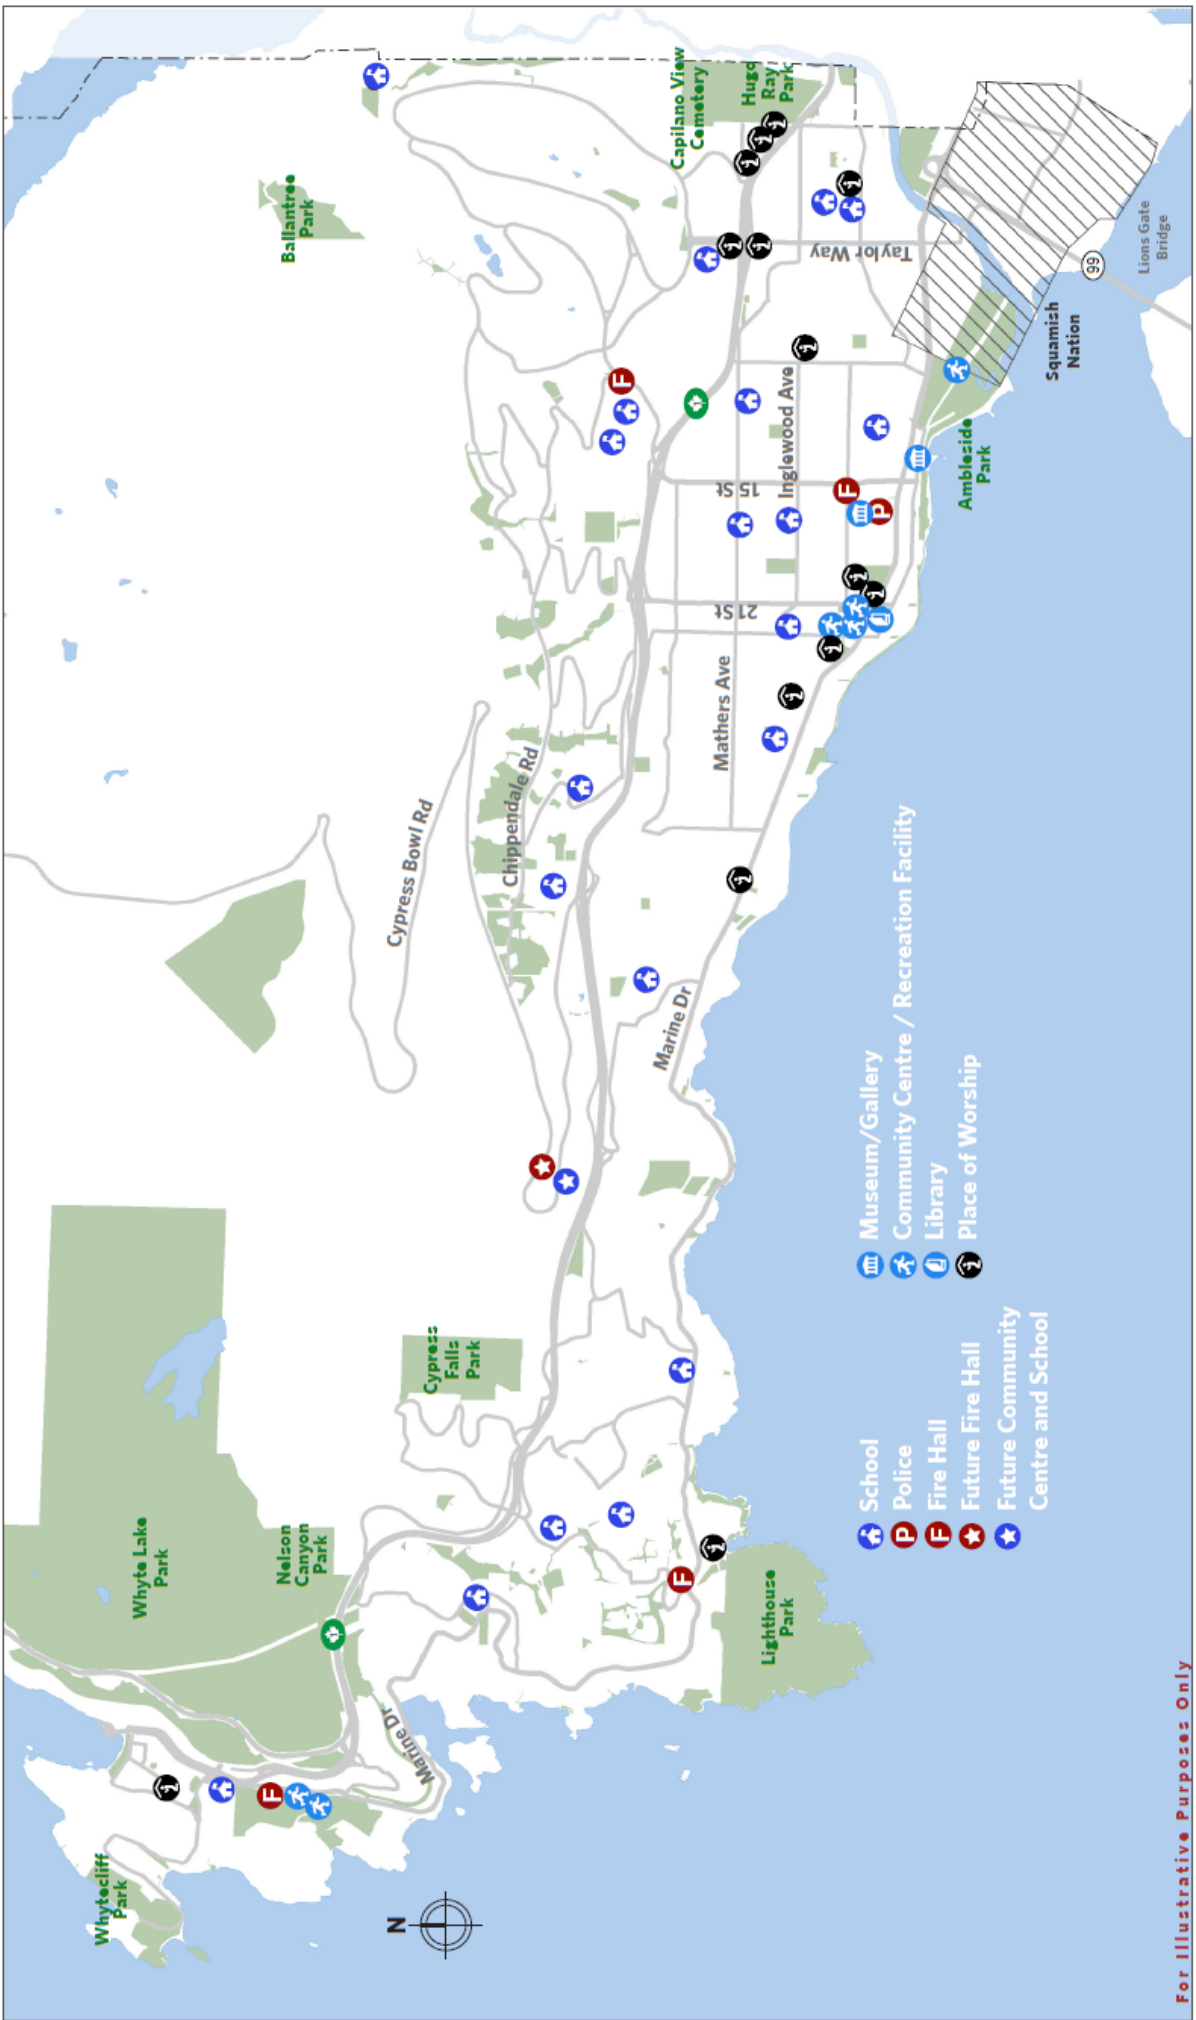 Whytecliff
Park
Whyte Lake
Park
Nelson
Canyon
Park
Marine Dr
Cypress
Falls
Park
Lighthouse
Park
Cypress Bowl Rd
Chippendale Rd
Marine Dr
Mathers Ave
21 St
15 St
Inglewood Ave
Taylor Way
Ballantree
Park
Capilano View
Cemetery
Hugo
Ray
Park
Ambleside
Park
Squamish
Nation
99
Lions Gate
Bridge
N
F
F
F
F
P
School
P Police
F Fire Hall
Future Fire Hall
Future Community
Centre and School
Museum/Gallery
Community Centre / Recreation Facility
Library
Place of Worship
For Illustrative Purposes Only